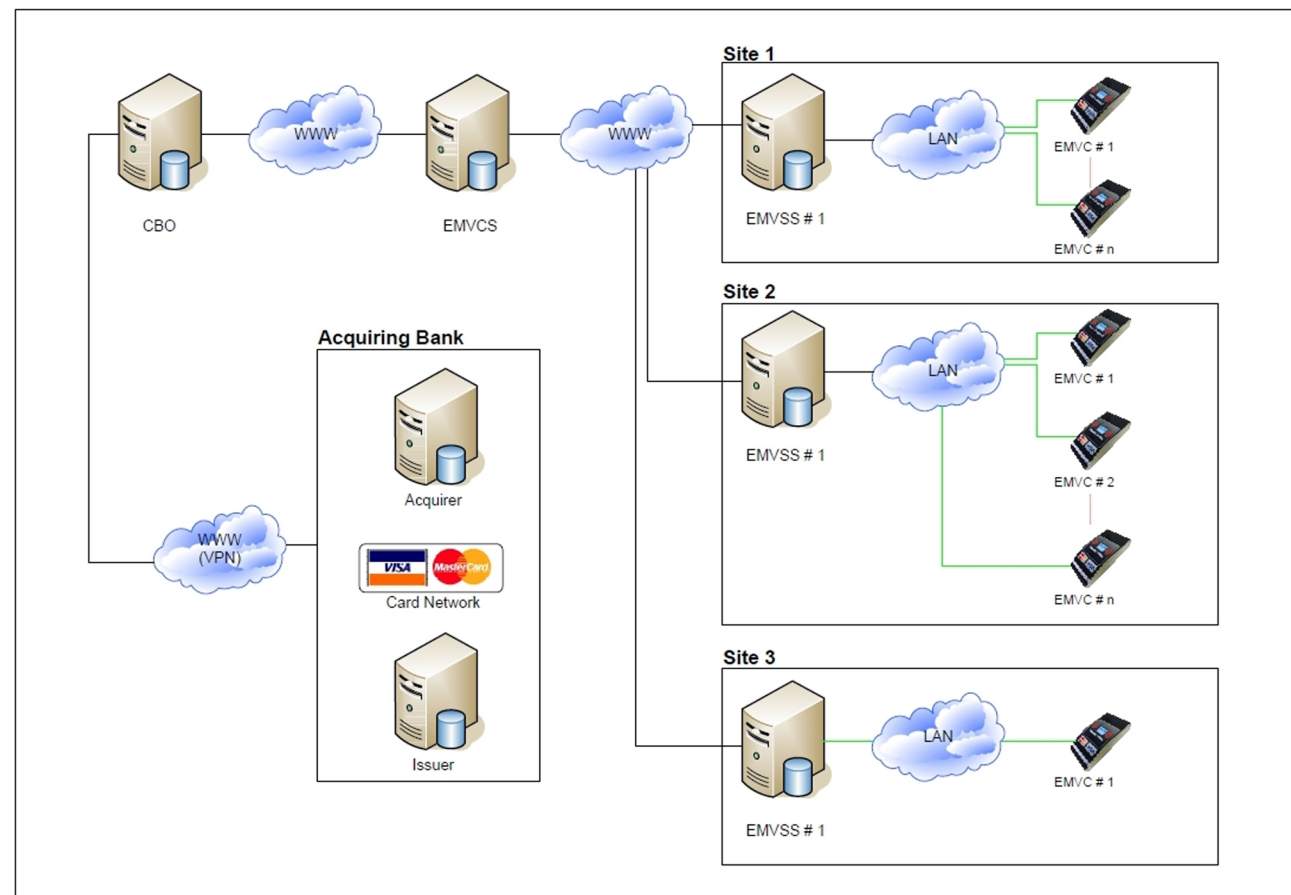 Site 1
WWW
WWW
LAN
EMVC # 1
CBO
EMVCS
EMVSS # 1
EMVC # n
Site 2
Acquiring Bank
LAN
EMVC # 1
EMVSS # 1
EMVC # 2
Acquirer
WWW
(VPN)
VISA
MasterCard
Card Network
EMVC # n
Site 3
LAN
Issuer
EMVC # 1
EMVSS # 1